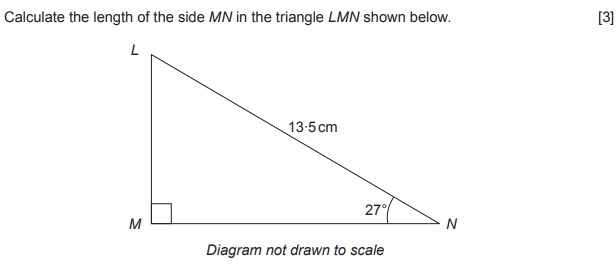 Calculate the length of the side MN in the triangle LMN shown below. [3]
L
13·5 cm
27°
M
N
Diagram not drawn to scale